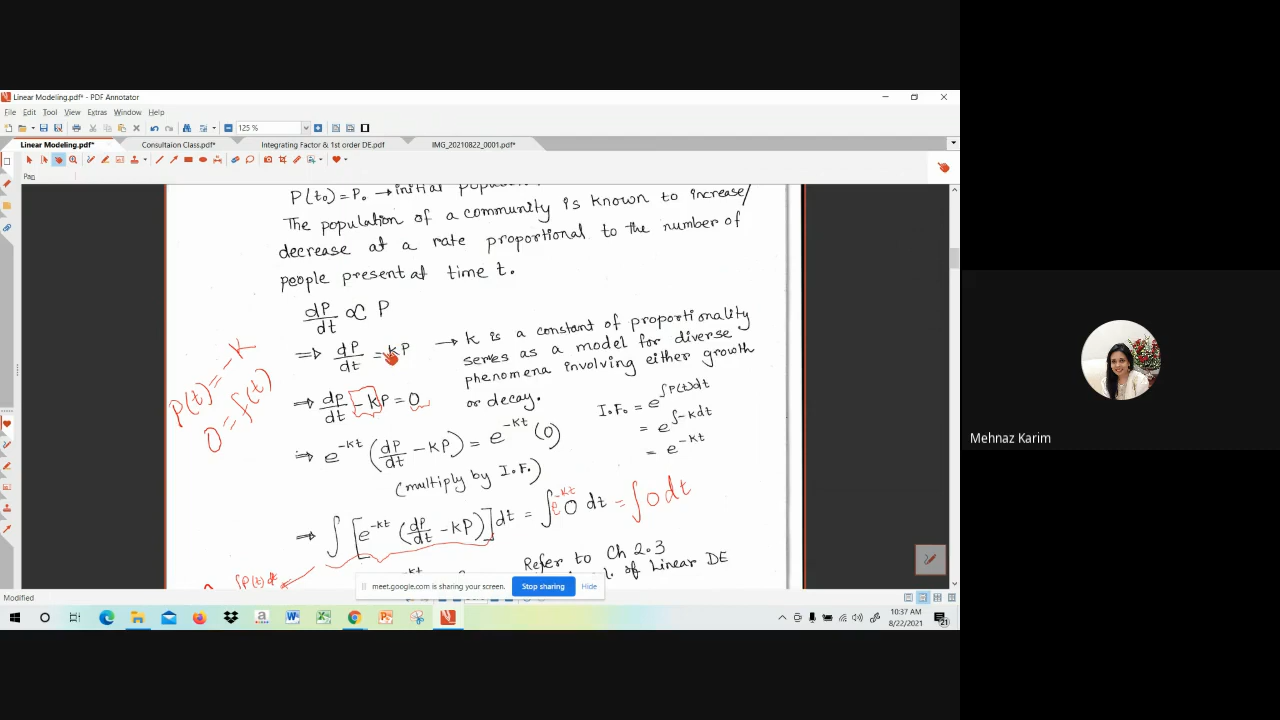 Linear Modeling.pdf* - PDF Annotator
File Edit Tool View Extras Window Help
125 %
Linear Modeling.pdf* Consultaion Class.pdf* Integrating Factor & 1st order DE.pdf IMG_20210822_0001.pdf*
Pan
P(t₀) = P₀ → initial
The population of a community is known to increase/
decrease at a rate proportional to the number of
people present at time t.
dP/dt ∝ P
⇒ dP/dt = kP → k is a constant of proportionality
serves as a model for diverse
phenomena involving either growth
or decay.
P(t) = -K
0 = f(t)
⇒ dP/dt - kP = 0
I.F. = e^∫P(t)dt
= e^∫-kdt
= e^-kt
⇒ e^-kt (dP/dt - kP) = e^-kt (0)
(multiply by I.F.)
⇒ ∫ [e^-kt (dP/dt - kP)] dt = ∫ e^-kt 0 dt = ∫ 0 dt
Refer to Ch 2.3
of Linear DE
∫P(t)dt
meet.google.com is sharing your screen. Stop sharing Hide
Modified
10:37 AM
8/22/2021
21
Mehnaz Karim